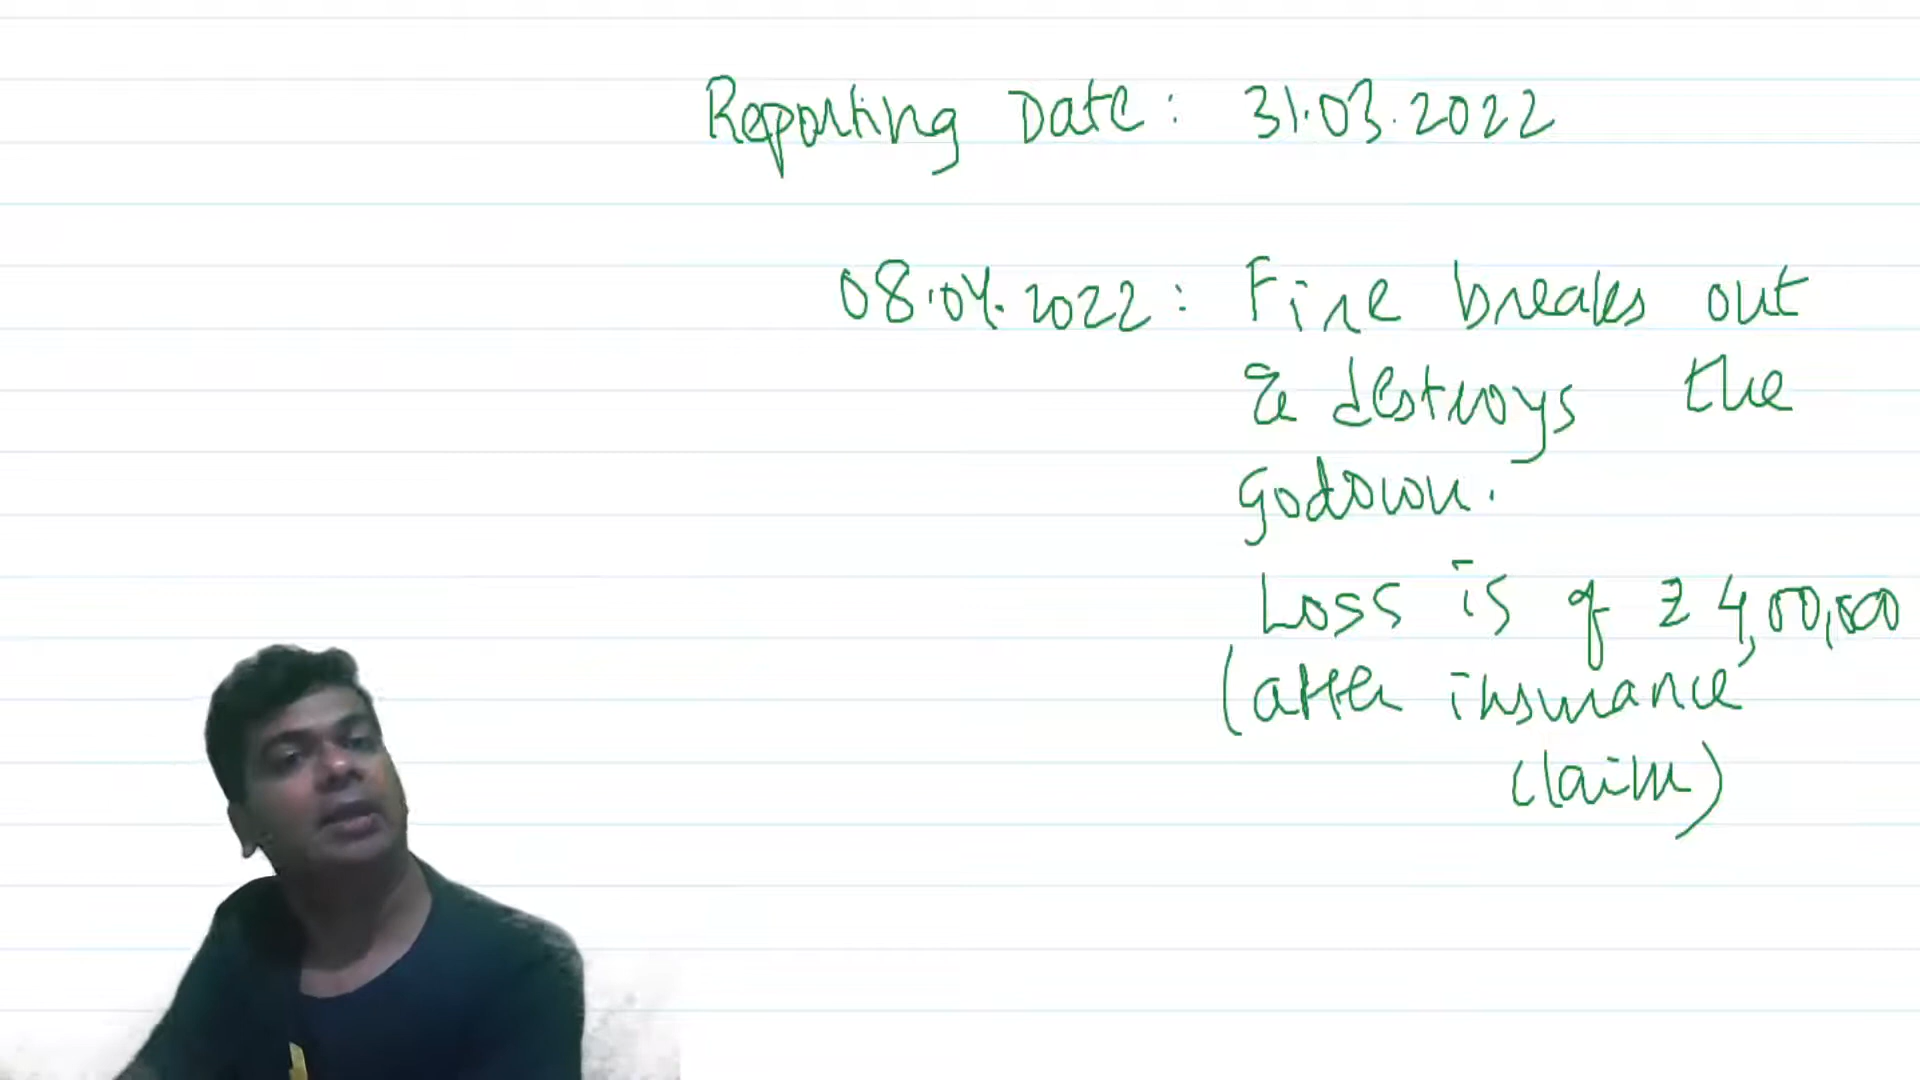 Reporting Date : 31.03.2022
08.04.2022 : Fire breaks out
& destroys the
Godown.
Loss is of ₹ 4,00,000
(after insurance
claim)